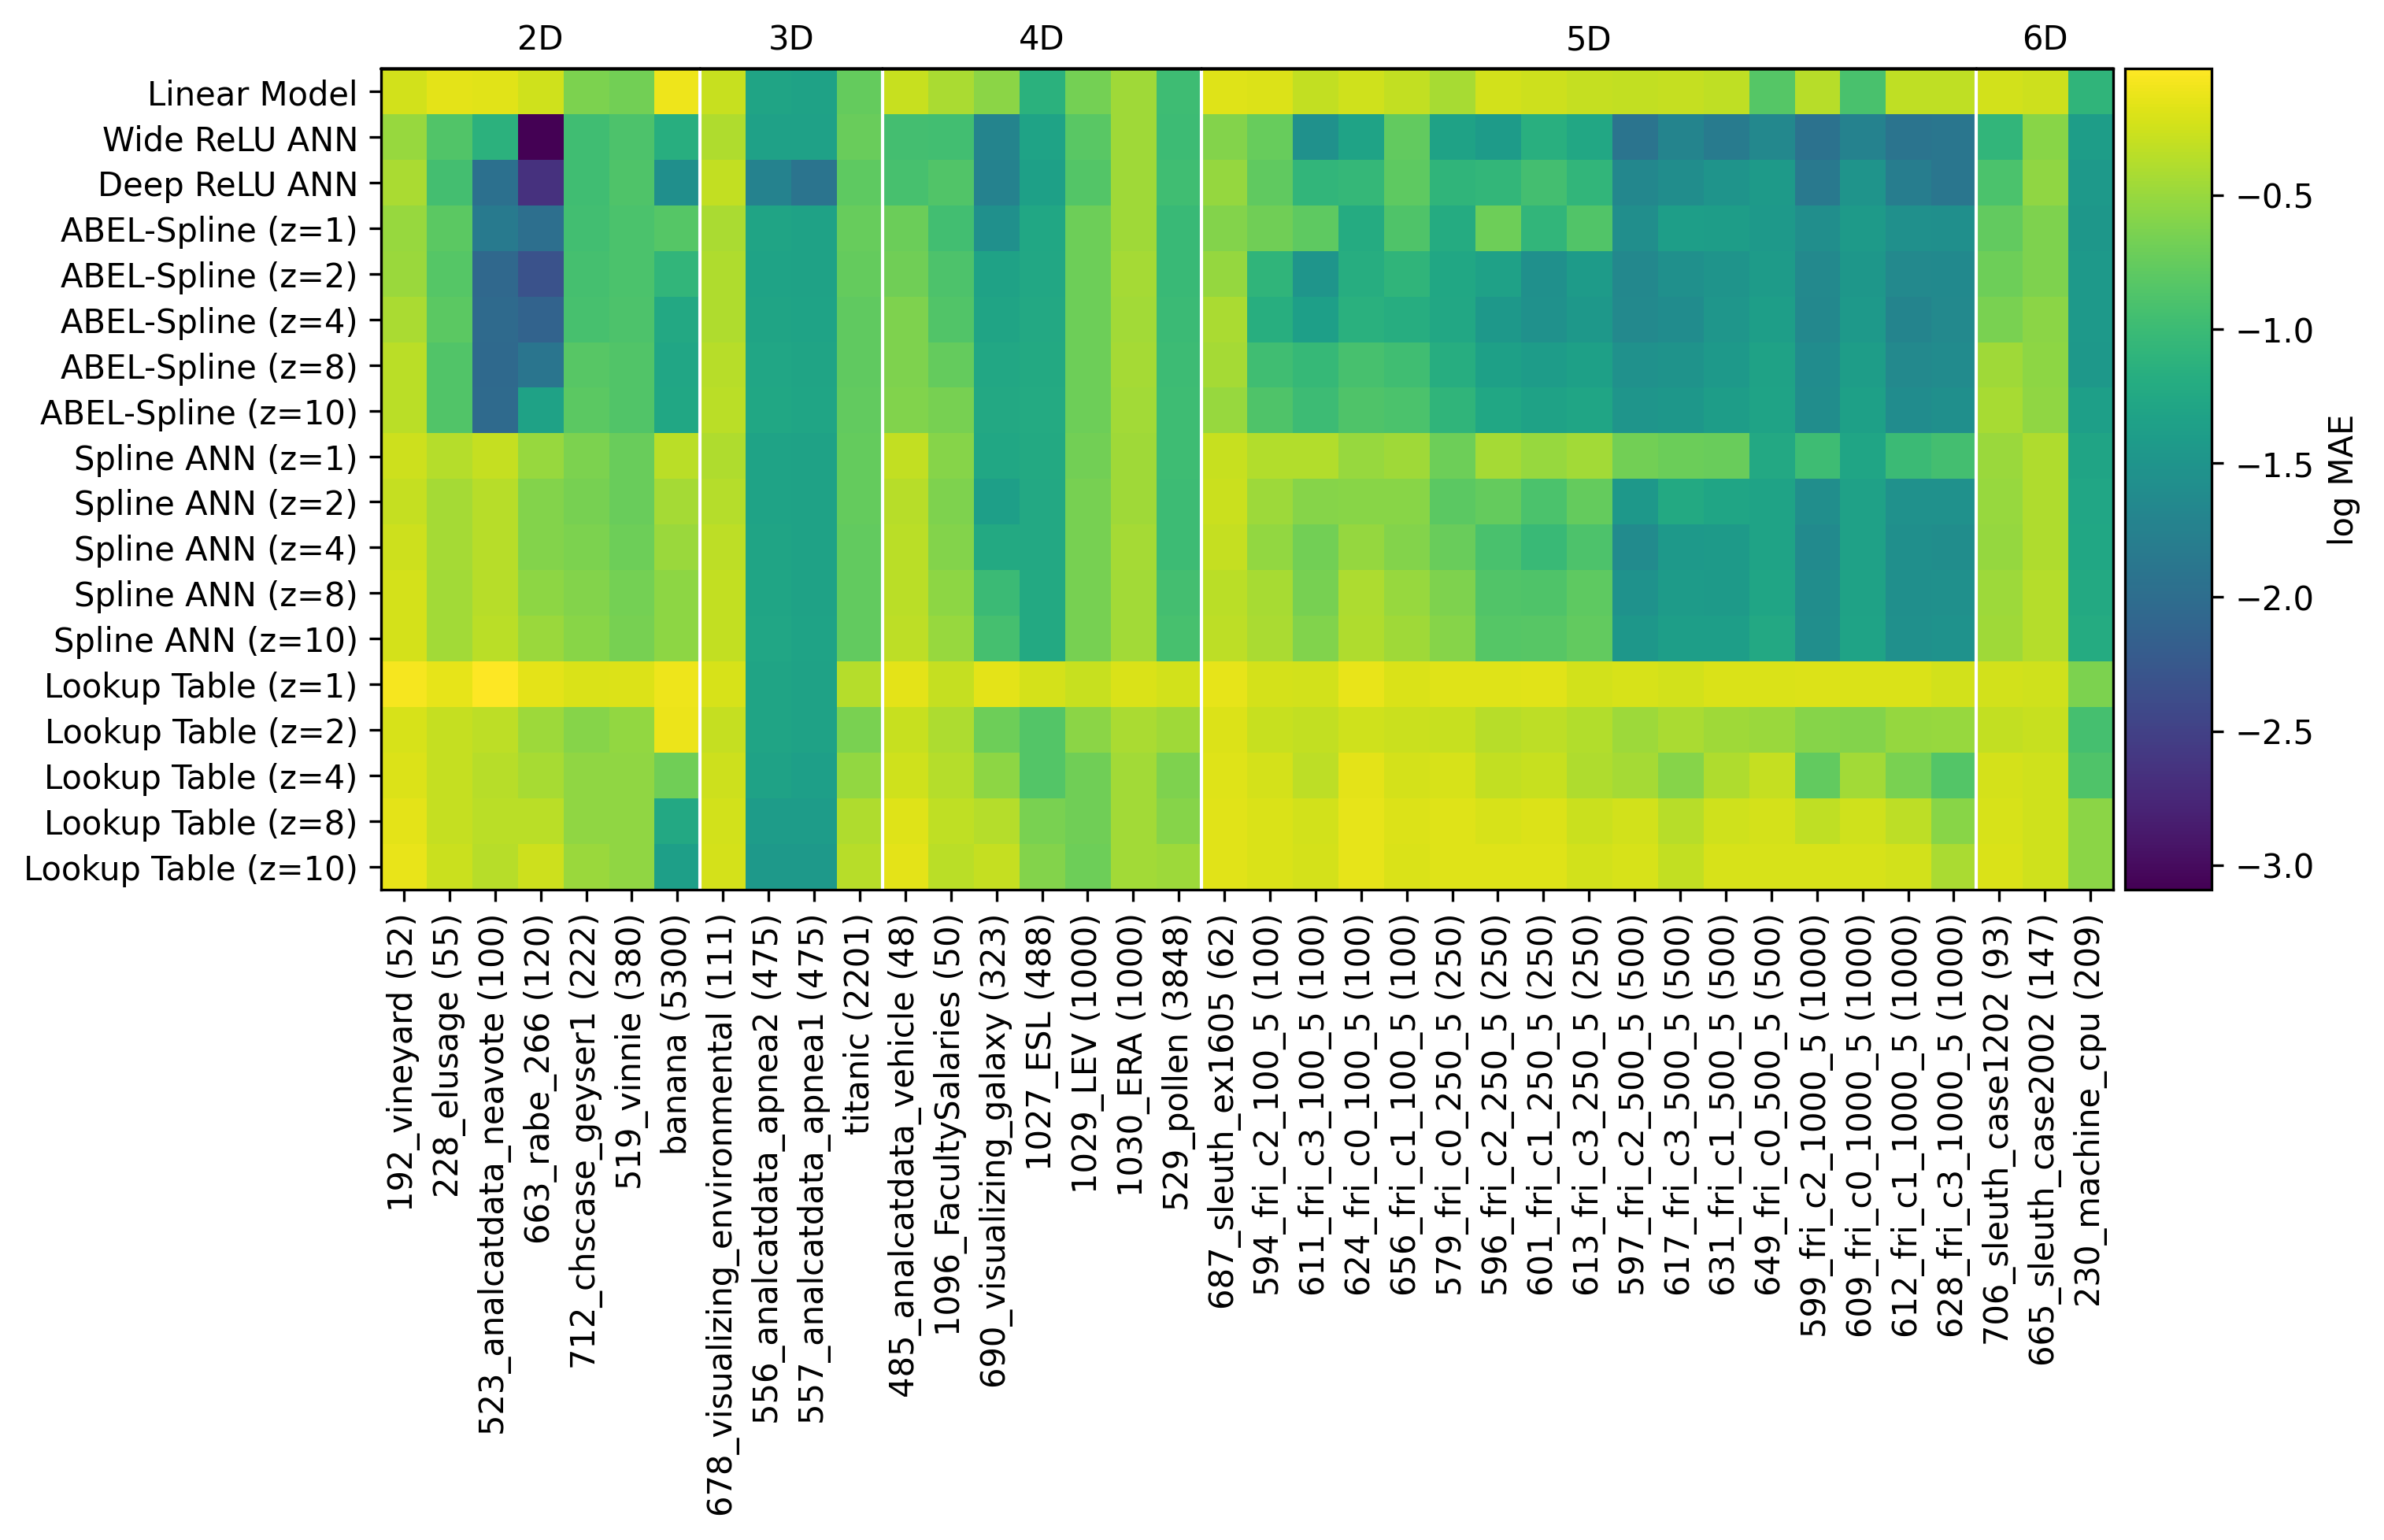 2D 3D 4D 5D 6D
Linear Model
Wide ReLU ANN
Deep ReLU ANN
ABEL-Spline (z=1)
ABEL-Spline (z=2)
ABEL-Spline (z=4)
ABEL-Spline (z=8)
ABEL-Spline (z=10)
Spline ANN (z=1)
Spline ANN (z=2)
Spline ANN (z=4)
Spline ANN (z=8)
Spline ANN (z=10)
Lookup Table (z=1)
Lookup Table (z=2)
Lookup Table (z=4)
Lookup Table (z=8)
Lookup Table (z=10)
192_vineyard (52)
228_elusage (55)
523_analcatdata_neavote (100)
663_rabe_266 (120)
712_chscase_geyser1 (222)
519_vinnie (380)
banana (5300)
678_visualizing_environmental (111)
556_analcatdata_apnea2 (475)
557_analcatdata_apnea1 (475)
titanic (2201)
485_analcatdata_vehicle (48)
1096_FacultySalaries (50)
690_visualizing_galaxy (323)
1027_ESL (488)
1029_LEV (1000)
1030_ERA (1000)
529_pollen (3848)
687_sleuth_ex1605 (62)
594_fri_c2_100_5 (100)
611_fri_c3_100_5 (100)
624_fri_c0_100_5 (100)
656_fri_c1_100_5 (100)
579_fri_c0_250_5 (250)
596_fri_c2_250_5 (250)
601_fri_c1_250_5 (250)
613_fri_c3_250_5 (250)
597_fri_c2_500_5 (500)
617_fri_c3_500_5 (500)
631_fri_c1_500_5 (500)
649_fri_c0_500_5 (500)
599_fri_c2_1000_5 (1000)
609_fri_c0_1000_5 (1000)
612_fri_c1_1000_5 (1000)
628_fri_c3_1000_5 (1000)
706_sleuth_case1202 (93)
665_sleuth_case2002 (147)
230_machine_cpu (209)
−0.5
−1.0
−1.5
−2.0
−2.5
−3.0
log MAE